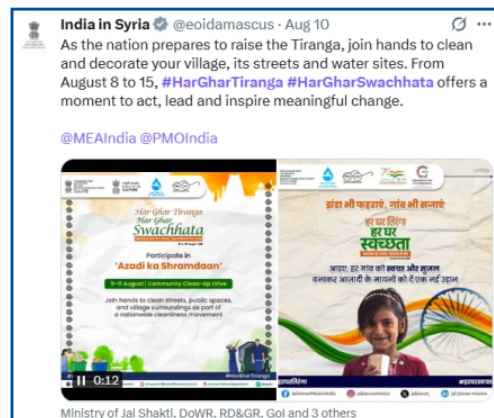 India in Syria @eoidamascus · Aug 10
As the nation prepares to raise the Tiranga, join hands to clean
and decorate your village, its streets and water sites. From
August 8 to 15, #HarGharTiranga #HarGharSwachhata offers a
moment to act, lead and inspire meaningful change.
@MEAIndia @PMOIndia
Har Ghar Tiranga
Har Ghar
Swachhata
Participate in
'Azadi ka Shramdaan'
9-11 August | Community Clean-Up Drive
Join hands to clean streets, public spaces,
and village surroundings as part of
a nationwide cleanliness movement
#HarGharTiranga
0:12
झंडा भी फहराएं, गांव भी सजाएं
हर घर तिरंगा
हर घर
स्वच्छता
आइए, हर गांव को स्वच्छ और सुजल
बनाकर आज़ादी के मायनों को दें एक नई उड़ान
Ministry of Jal Shakti, DoWR, RD&GR, GoI and 3 others